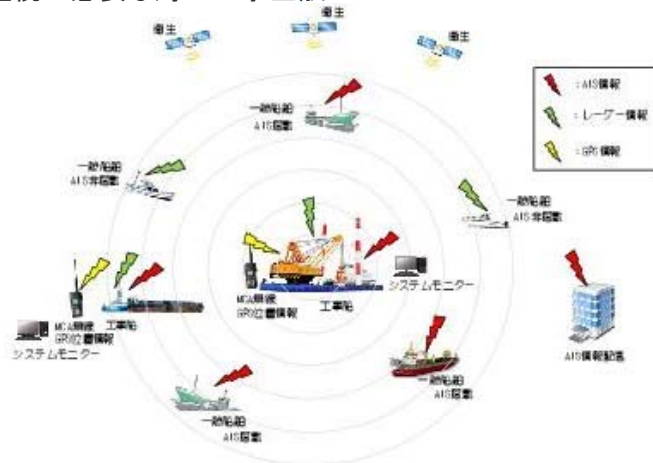 衛星
衛星
衛星
一般船舶
AIS搭載
:AIS情報
:レーダー情報
:GPS情報
一般船舶
AIS非搭載
一般船舶
AIS非搭載
システムモニター
MCA無線
GPS位置情報
工事船
MCA無線
GPS位置情報
工事船
システムモニター
AIS情報配信
一般船舶
AIS搭載
一般船舶
AIS搭載